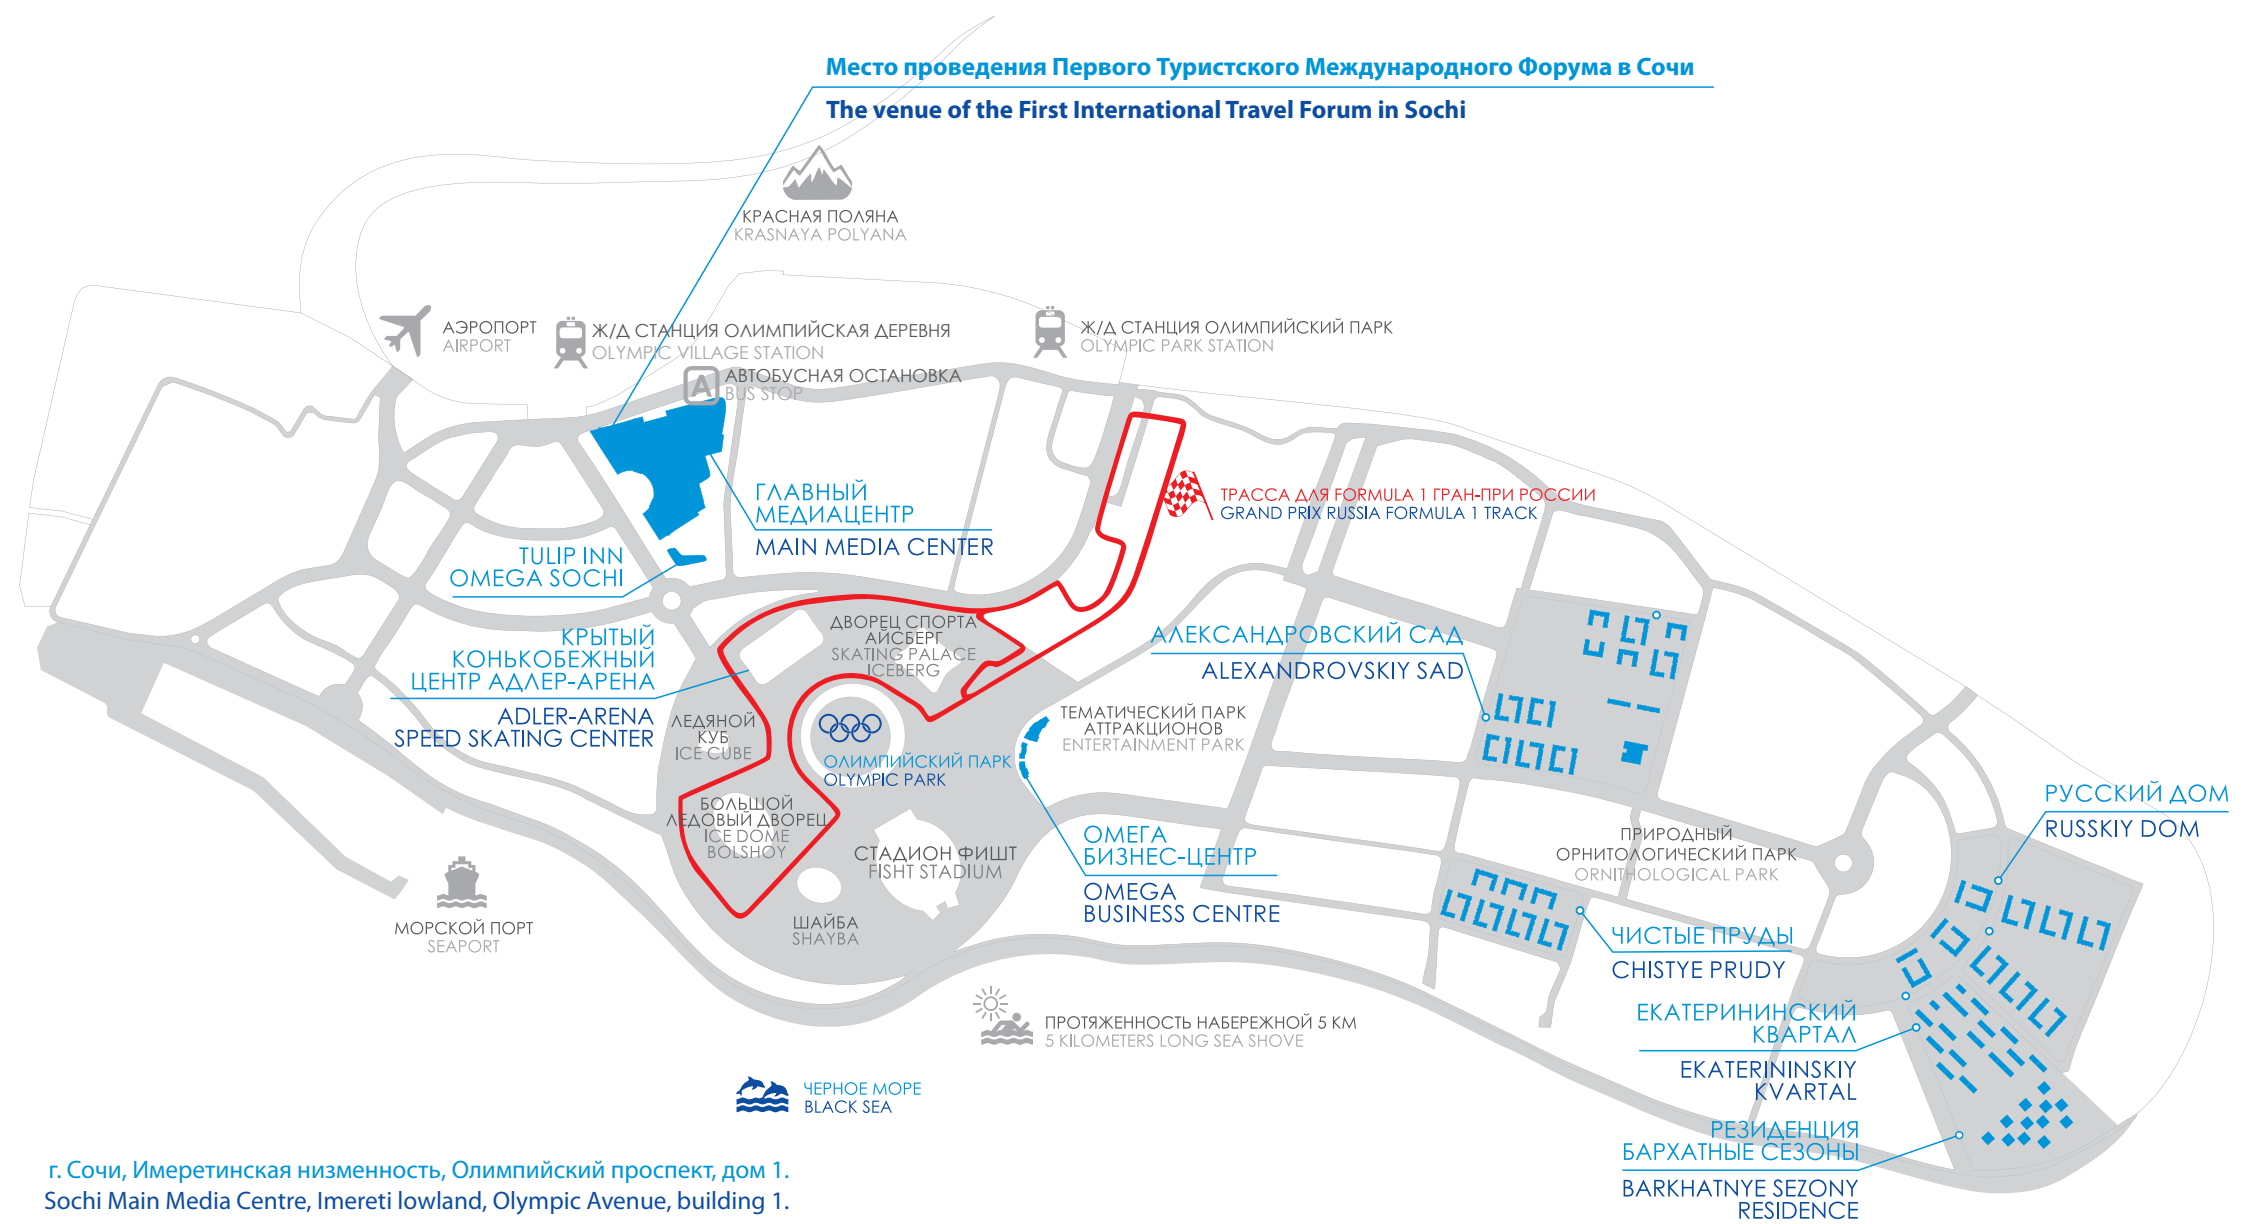 Место проведения Первого Туристского Международного Форума в Сочи
The venue of the First International Travel Forum in Sochi
КРАСНАЯ ПОЛЯНА
KRASNAYA POLYANA
АЭРОПОРТ
AIRPORT
Ж/Д СТАНЦИЯ ОЛИМПИЙСКАЯ ДЕРЕВНЯ
OLYMPIC VILLAGE STATION
Ж/Д СТАНЦИЯ ОЛИМПИЙСКИЙ ПАРК
OLYMPIC PARK STATION
A
АВТОБУСНАЯ ОСТАНОВКА
BUS STOP
ГЛАВНЫЙ
МЕДИАЦЕНТР
MAIN MEDIA CENTER
ТРАССА ДЛЯ FORMULA 1 ГРАН-ПРИ РОССИИ
GRAND PRIX RUSSIA FORMULA 1 TRACK
TULIP INN
OMEGA SOCHI
КРЫТЫЙ
КОНЬКОБЕЖНЫЙ
ЦЕНТР АДЛЕР-АРЕНА
ADLER-ARENA
SPEED SKATING CENTER
ДВОРЕЦ СПОРТА
АЙСБЕРГ
SKATING PALACE
ICEBERG
АЛЕКСАНДРОВСКИЙ САД
ALEXANDROVSKIY SAD
ЛЕДЯНОЙ
КУБ
ICE CUBE
ОЛИМПИЙСКИЙ ПАРК
OLYMPIC PARK
ТЕМАТИЧЕСКИЙ ПАРК
АТТРАКЦИОНОВ
ENTERTAINMENT PARK
БОЛЬШОЙ
ЛЕДОВЫЙ ДВОРЕЦ
ICE DOME
BOLSHOY
СТАДИОН ФИШТ
FISHT STADIUM
ОМЕГА
БИЗНЕС-ЦЕНТР
OMEGA
BUSINESS CENTRE
ПРИРОДНЫЙ
ОРНИТОЛОГИЧЕСКИЙ ПАРК
ORNITHOLOGICAL PARK
РУССКИЙ ДОМ
RUSSKIY DOM
МОРСКОЙ ПОРТ
SEAPORT
ШАЙБА
SHAYBA
ЧИСТЫЕ ПРУДЫ
CHISTYE PRUDY
ПРОТЯЖЕННОСТЬ НАБЕРЕЖНОЙ 5 КМ
5 KILOMETERS LONG SEA SHOVE
ЕКАТЕРИНИНСКИЙ
КВАРТАЛ
EKATERININSKIY
KVARTAL
ЧЕРНОЕ МОРЕ
BLACK SEA
РЕЗИДЕНЦИЯ
БАРХАТНЫЕ СЕЗОНЫ
BARKHATNYE SEZONY
RESIDENCE
г. Сочи, Имеретинская низменность, Олимпийский проспект, дом 1.
Sochi Main Media Centre, Imereti lowland, Olympic Avenue, building 1.